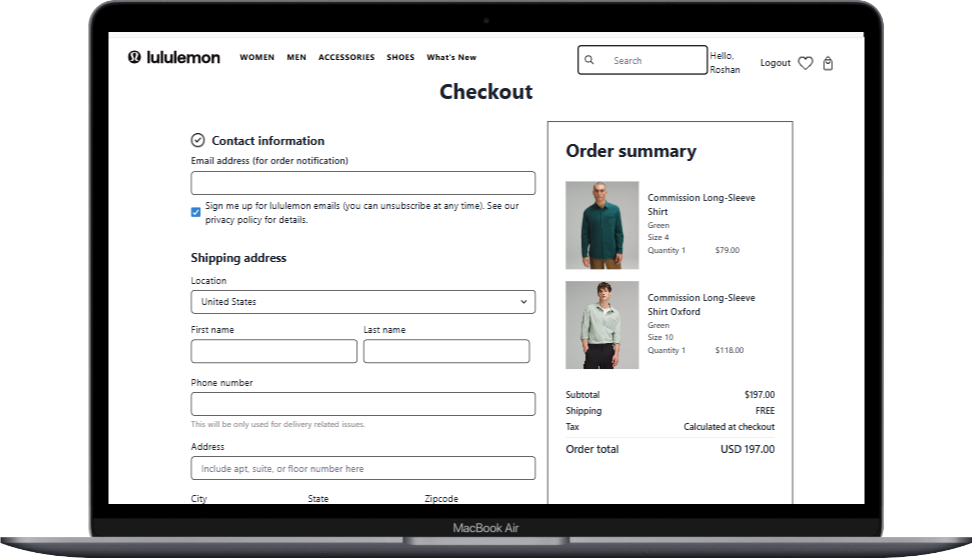 lululemon WOMEN MEN ACCESSORIES SHOES What's New Search Hello, Logout
Roshan
Checkout
Contact information
Email address (for order notification)
Sign me up for lululemon emails (you can unsubscribe at any time). See our
privacy policy for details.
Shipping address
Location
United States
First name Last name
Phone number
This will be only used for delivery related issues.
Address
Include apt, suite, or floor number here
City State Zipcode
Order summary
Commission Long-Sleeve
Shirt
Green
Size 4
Quantity 1 $79.00
Commission Long-Sleeve
Shirt Oxford
Green
Size 10
Quantity 1 $118.00
Subtotal $197.00
Shipping FREE
Tax Calculated at checkout
Order total USD 197.00
MacBook Air